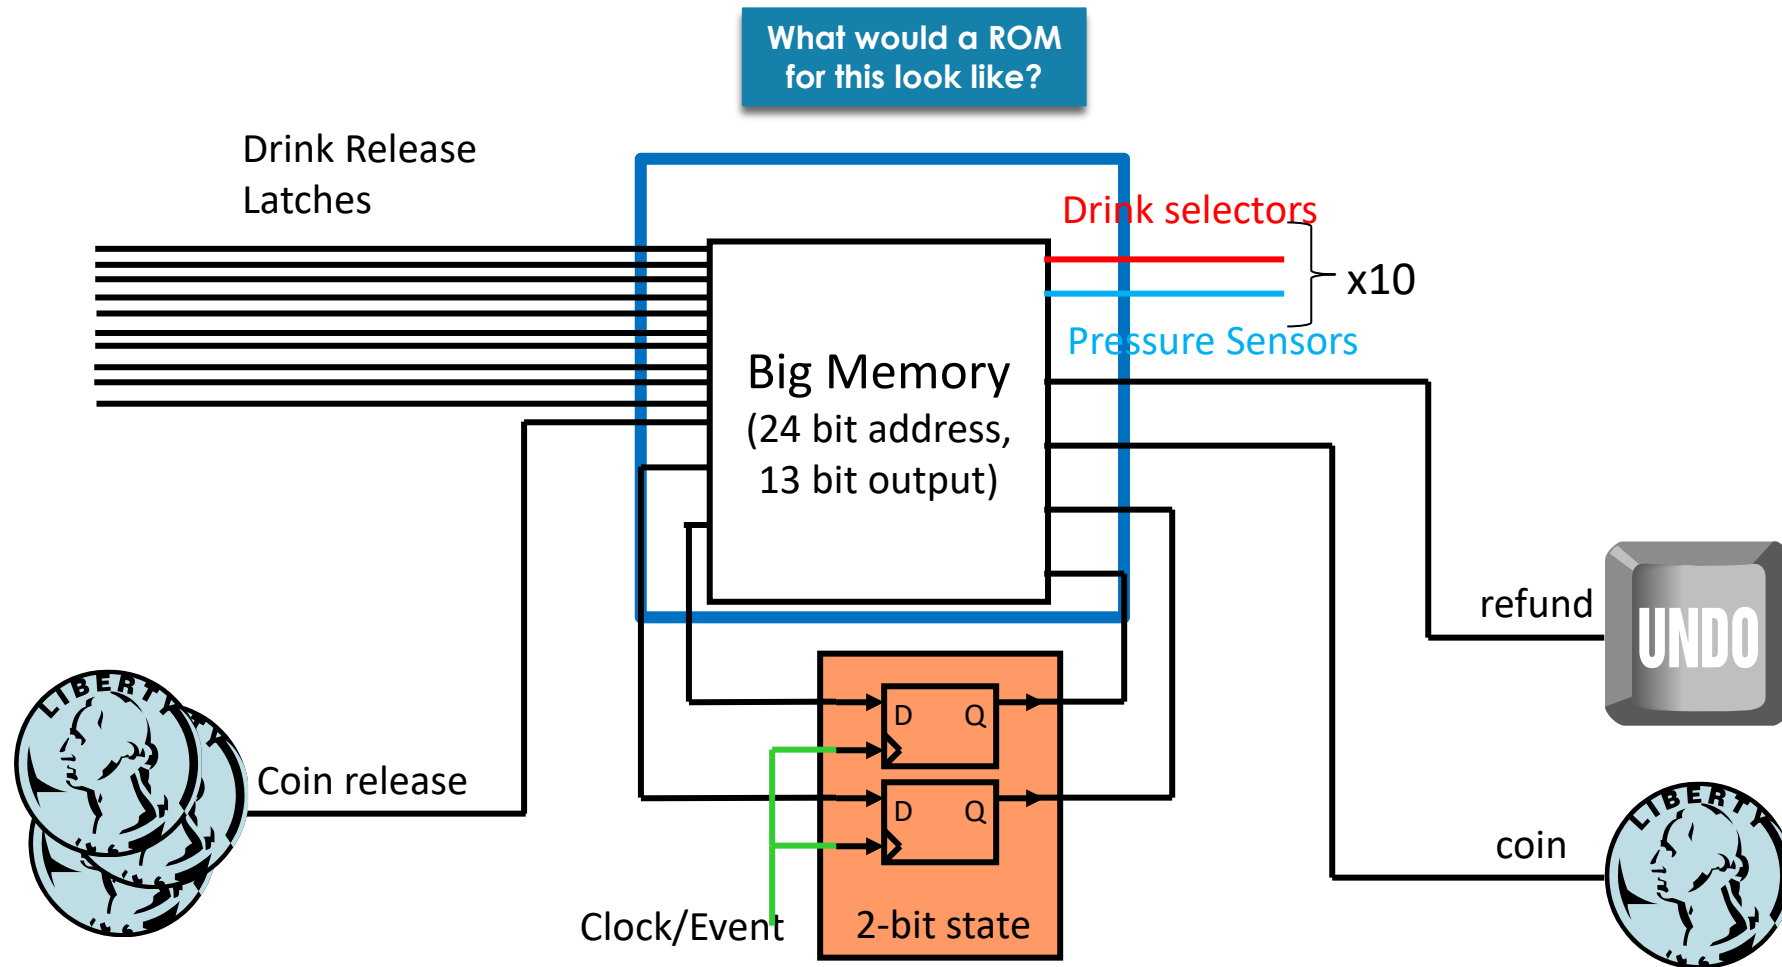 What would a ROM
for this look like?
Drink Release
Latches
Drink selectors
x10
Pressure Sensors
Big Memory
(24 bit address,
13 bit output)
refund
UNDO
LIBERTY
LIBERTY
Coin release
D Q
D Q
coin
LIBERTY
Clock/Event
2-bit state